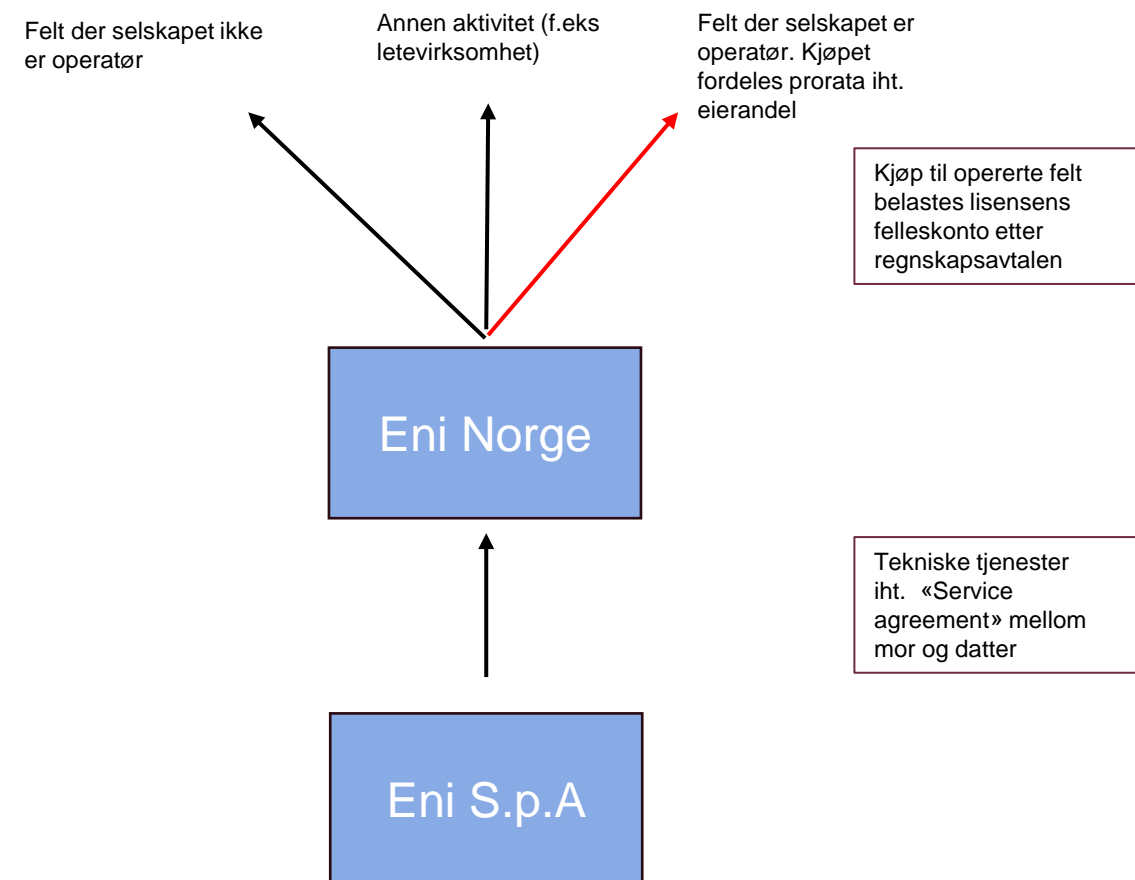 Felt der selskapet ikke
er operatør
Annen aktivitet (f.eks
letevirksomhet)
Felt der selskapet er
operatør. Kjøpet
fordeles prorata iht.
eierandel
Kjøp til opererte felt
belastes lisensens
felleskonto etter
regnskapsavtalen
Eni Norge
Tekniske tjenester
iht. «Service
agreement» mellom
mor og datter
Eni S.p.A